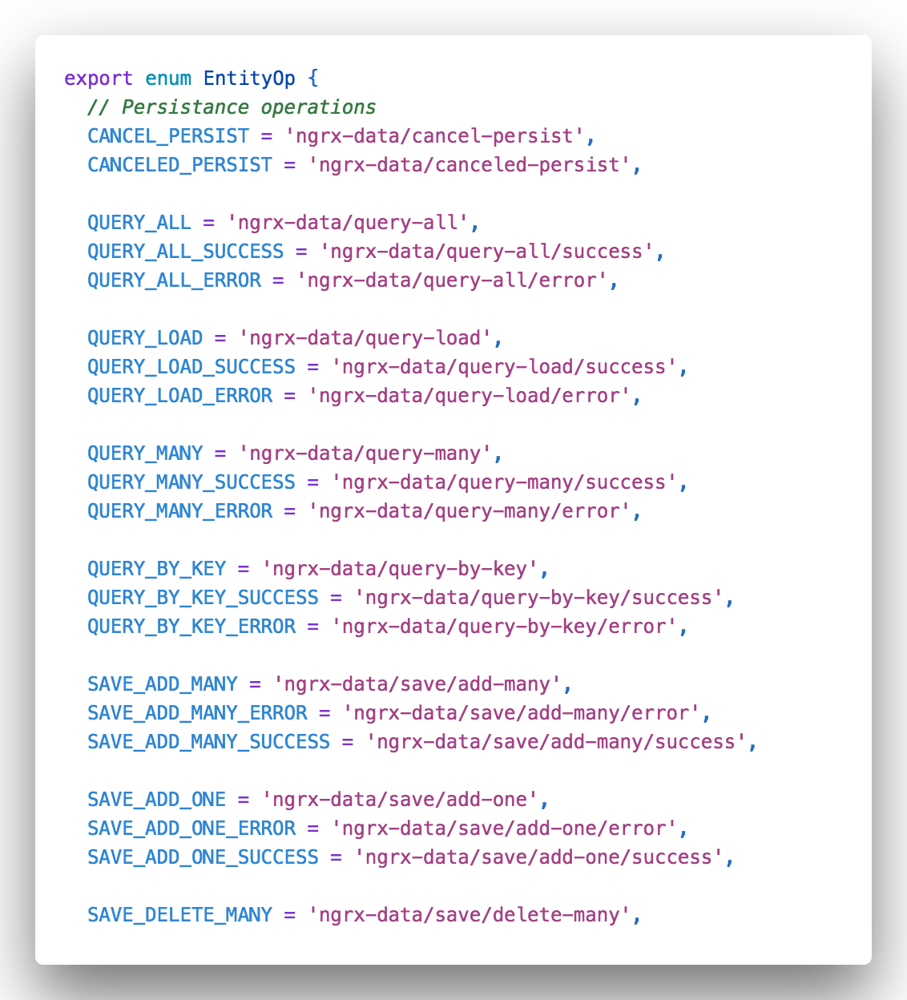 export enum EntityOp {
  // Persistance operations
  CANCEL_PERSIST = 'ngrx-data/cancel-persist',
  CANCELED_PERSIST = 'ngrx-data/canceled-persist',

  QUERY_ALL = 'ngrx-data/query-all',
  QUERY_ALL_SUCCESS = 'ngrx-data/query-all/success',
  QUERY_ALL_ERROR = 'ngrx-data/query-all/error',

  QUERY_LOAD = 'ngrx-data/query-load',
  QUERY_LOAD_SUCCESS = 'ngrx-data/query-load/success',
  QUERY_LOAD_ERROR = 'ngrx-data/query-load/error',

  QUERY_MANY = 'ngrx-data/query-many',
  QUERY_MANY_SUCCESS = 'ngrx-data/query-many/success',
  QUERY_MANY_ERROR = 'ngrx-data/query-many/error',

  QUERY_BY_KEY = 'ngrx-data/query-by-key',
  QUERY_BY_KEY_SUCCESS = 'ngrx-data/query-by-key/success',
  QUERY_BY_KEY_ERROR = 'ngrx-data/query-by-key/error',

  SAVE_ADD_MANY = 'ngrx-data/save/add-many',
  SAVE_ADD_MANY_ERROR = 'ngrx-data/save/add-many/error',
  SAVE_ADD_MANY_SUCCESS = 'ngrx-data/save/add-many/success',

  SAVE_ADD_ONE = 'ngrx-data/save/add-one',
  SAVE_ADD_ONE_ERROR = 'ngrx-data/save/add-one/error',
  SAVE_ADD_ONE_SUCCESS = 'ngrx-data/save/add-one/success',

  SAVE_DELETE_MANY = 'ngrx-data/save/delete-many',